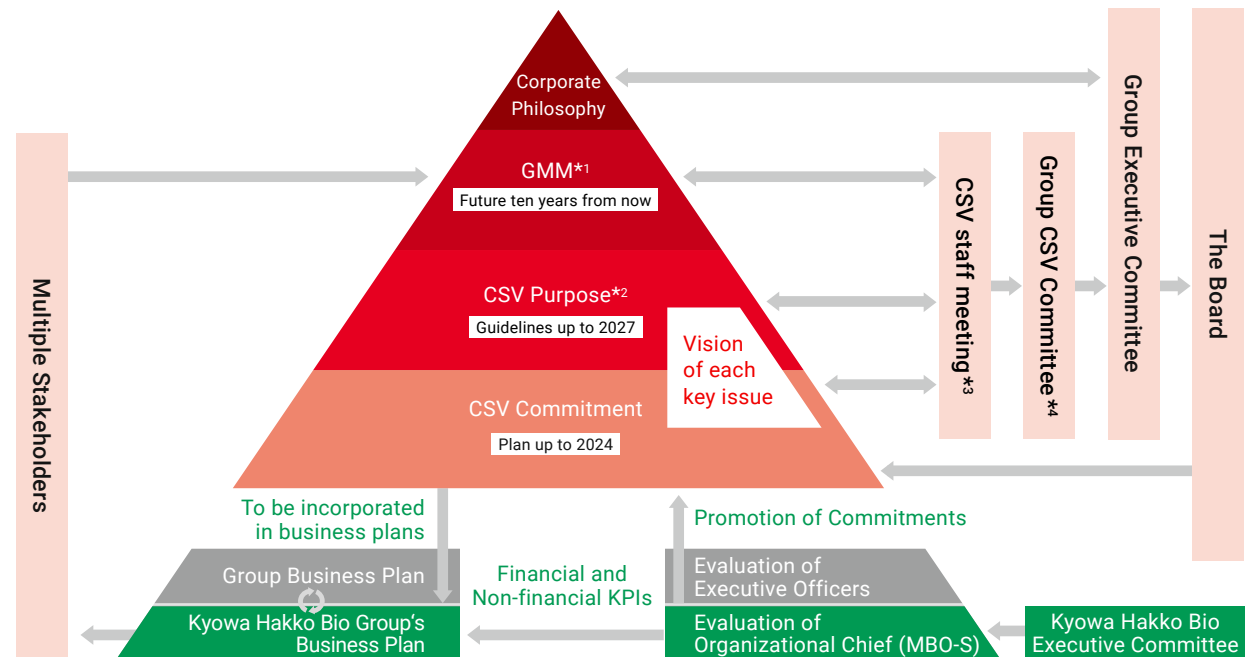 Corporate
Philosophy
GMM*1
Future ten years from now
CSV Purpose*2
Guidelines up to 2027
Vision
of each
key issue
CSV Commitment
Plan up to 2024
Multiple Stakeholders
CSV staff meeting*3
Group CSV Committee*4
Group Executive Committee
The Board
To be incorporated
in business plans
Promotion of Commitments
Group Business Plan
Financial and
Non-financial KPIs
Evaluation of
Executive Officers
Kyowa Hakko Bio Group's
Business Plan
Evaluation of
Organizational Chief (MBO-S)
Kyowa Hakko Bio
Executive Committee